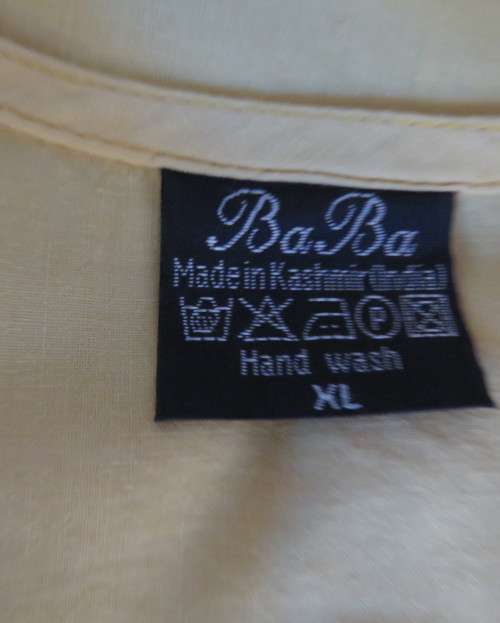 BaBa
Made in Kashmir (India)
P
Hand wash
XL